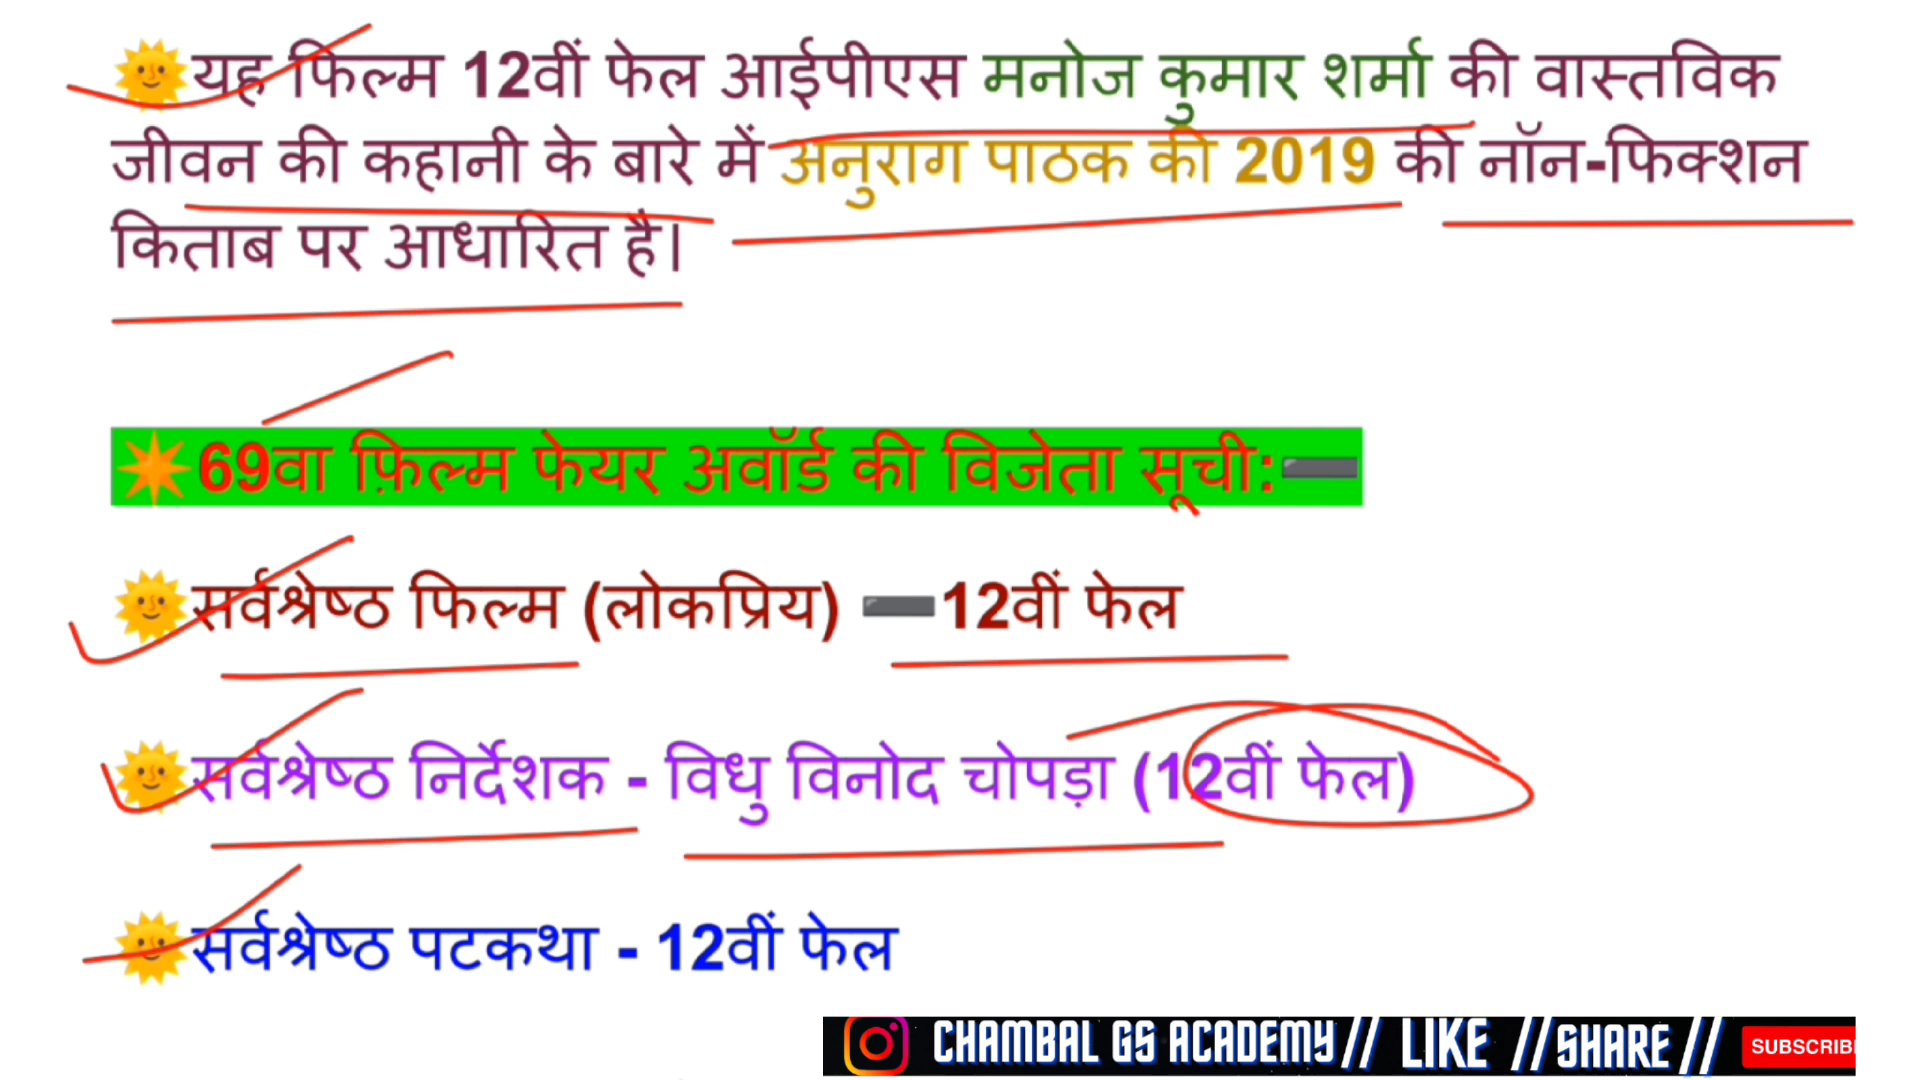 🌞यह फिल्म 12वीं फेल आईपीएस मनोज कुमार शर्मा की वास्तविक
जीवन की कहानी के बारे में अनुराग पाठक की 2019 की नॉन-फिक्शन
किताब पर आधारित है।
✴69वा फ़िल्म फेयर अवॉर्ड की विजेता सूची:➖
🌞सर्वश्रेष्ठ फिल्म (लोकप्रिय) ➖12वीं फेल
🌞सर्वश्रेष्ठ निर्देशक - विधु विनोद चोपड़ा (12वीं फेल)
🌞सर्वश्रेष्ठ पटकथा - 12वीं फेल
CHAMBAL GS ACADEMY// LIKE //SHARE// SUBSCRIB